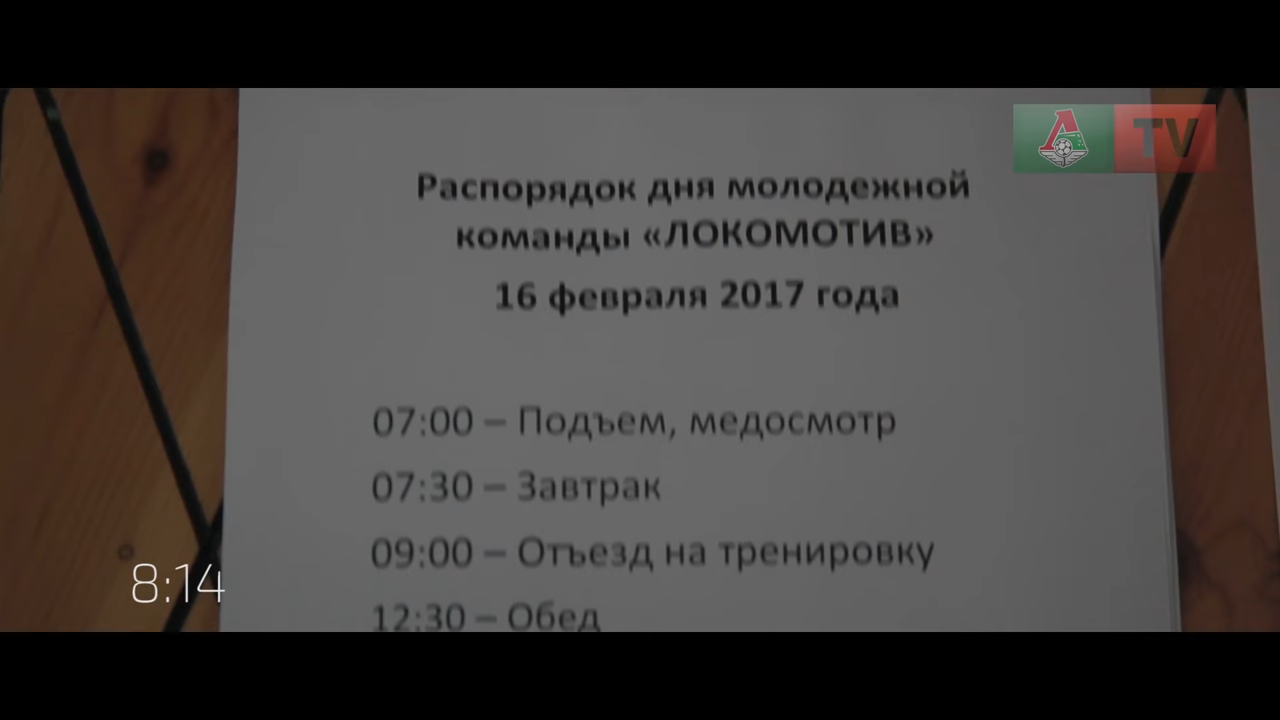 TV
Распорядок дня молодежной
команды «ЛОКОМОТИВ»
16 февраля 2017 года
07:00 – Подъем, медосмотр
07:30 – Завтрак
09:00 – Отъезд на тренировку
8:14
12:30 – Обед